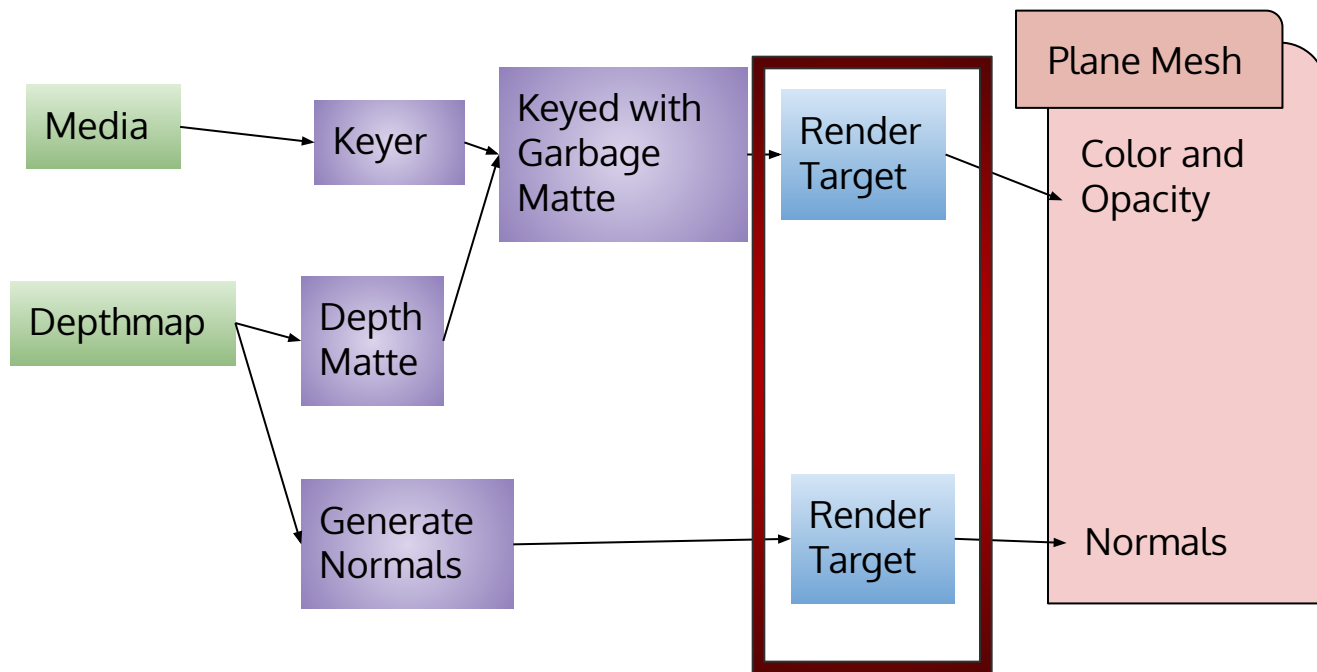 Media
Keyer
Keyed with
Garbage
Matte
Render
Target
Plane Mesh
Color and
Opacity
Depthmap
Depth
Matte
Generate
Normals
Render
Target
Normals